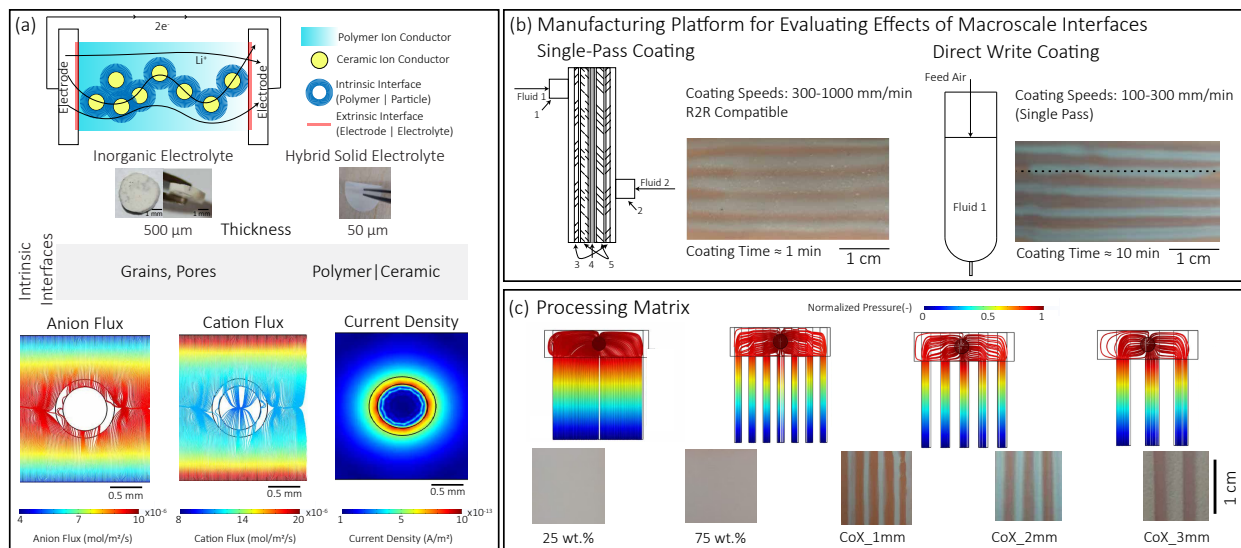 (a)
2e⁻
Electrode
Li⁺
Electrode
Polymer Ion Conductor
Ceramic Ion Conductor
Intrinsic Interface
(Polymer | Particle)
Extrinsic Interface
(Electrode | Electrolyte)
Inorganic Electrolyte
Hybrid Solid Electrolyte
1 mm
1 mm
1 mm
500 µm
Thickness
50 µm
Intrinsic
Interfaces
Grains, Pores
Polymer|Ceramic
Anion Flux
Cation Flux
Current Density
0.5 mm
0.5 mm
0.5 mm
4 7 10 x10⁻⁶
8 14 20 x10⁻⁶
1 5 10 x10⁻¹³
Anion Flux (mol/m²/s)
Cation Flux (mol/m²/s)
Current Density (A/m²)
(b) Manufacturing Platform for Evaluating Effects of Macroscale Interfaces
Single-Pass Coating
Fluid 1
1
Fluid 2
2
3 4 5
Coating Speeds: 300-1000 mm/min
R2R Compatible
Coating Time ≈ 1 min
1 cm
Direct Write Coating
Feed Air
Fluid 1
Coating Speeds: 100-300 mm/min
(Single Pass)
Coating Time ≈ 10 min
1 cm
(c) Processing Matrix
Normalized Pressure(-)
0 0.5 1
1 cm
25 wt.%
75 wt.%
CoX_1mm
CoX_2mm
CoX_3mm